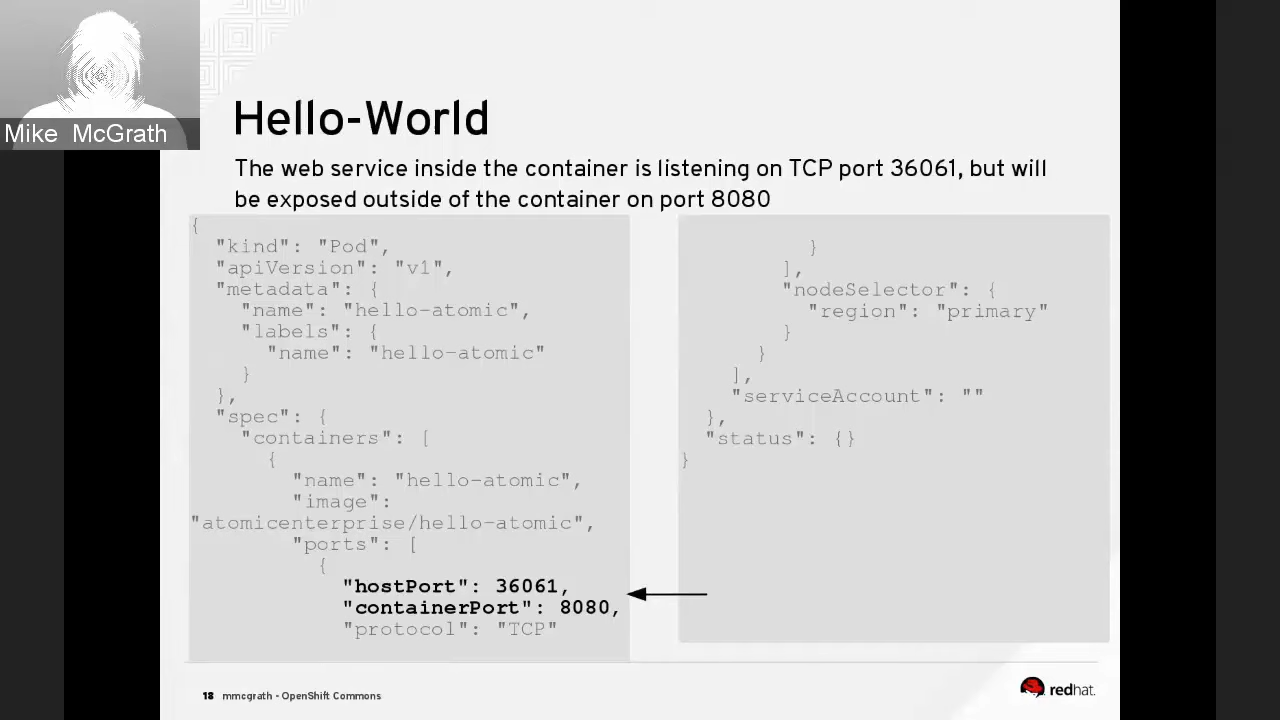 Mike McGrath
Hello-World
The web service inside the container is listening on TCP port 36061, but will
be exposed outside of the container on port 8080
{
"kind": "Pod",
"apiVersion": "v1",
"metadata": {
"name": "hello-atomic",
"labels": {
"name": "hello-atomic"
}
},
"spec": {
"containers": [
{
"name": "hello-atomic",
"image":
"atomicenterprise/hello-atomic",
"ports": [
{
"hostPort": 36061,
"containerPort": 8080,
"protocol": "TCP"
}
],
"nodeSelector": {
"region": "primary"
}
}
],
"serviceAccount": ""
},
"status": {}
}
18 mmcgrath - OpenShift Commons
redhat.